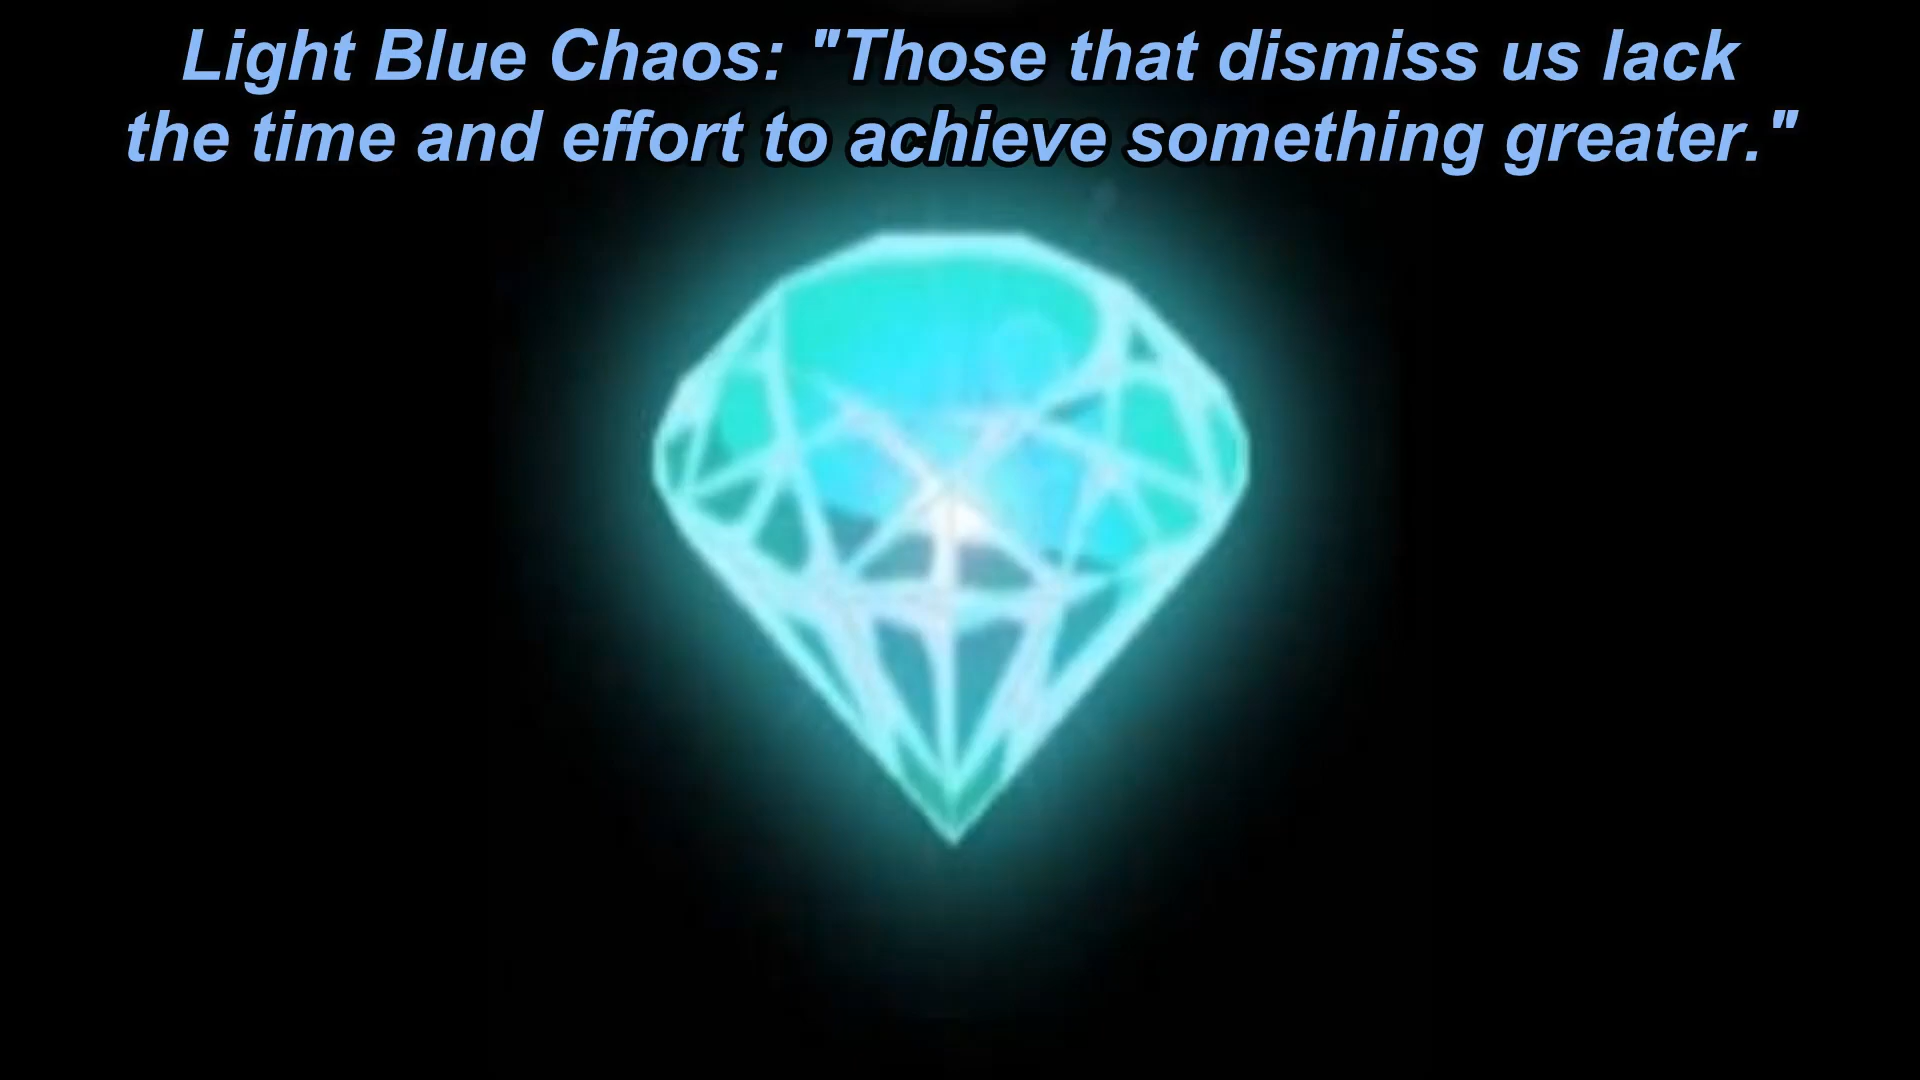 Light Blue Chaos: "Those that dismiss us lack
the time and effort to achieve something greater."